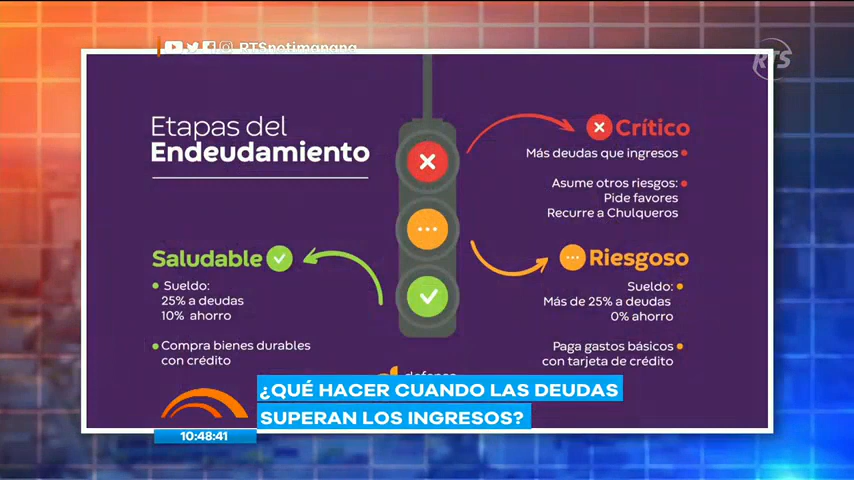 RTSnotimanana
RTS
Etapas del
Endeudamiento
Crítico
Más deudas que ingresos
Asume otros riesgos:
Pide favores
Recurre a Chulqueros
Saludable
Sueldo:
25% a deudas
10% ahorro
Compra bienes durables
con crédito
Riesgoso
Sueldo:
Más de 25% a deudas
0% ahorro
Paga gastos básicos
con tarjeta de crédito
¿QUÉ HACER CUANDO LAS DEUDAS
SUPERAN LOS INGRESOS?
10:48:41